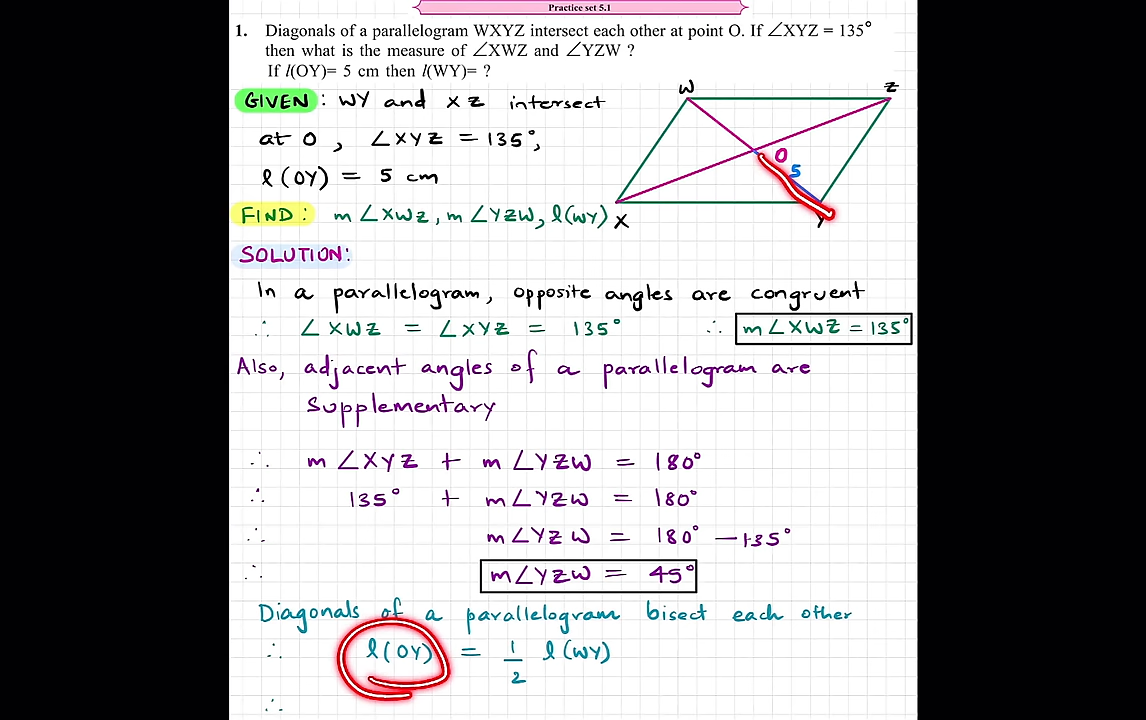 Practice set 5.1
1. Diagonals of a parallelogram WXYZ intersect each other at point O. If ∠XYZ = 135°
then what is the measure of ∠XWZ and ∠YZW ?
If l(OY)= 5 cm then l(WY)= ?
GIVEN : WY and XZ intersect
at O , ∠XYZ = 135°,
l(OY) = 5 cm
FIND : m∠XWZ, m∠YZW, l(WY)
W
Z
O
5
X
Y
SOLUTION:
In a parallelogram, opposite angles are congruent
∴ ∠XWZ = ∠XYZ = 135° ∴ m∠XWZ = 135°
Also, adjacent angles of a parallelogram are
supplementary
∴ m∠XYZ + m∠YZW = 180°
∴ 135° + m∠YZW = 180°
∴ m∠YZW = 180° - 135°
∴ m∠YZW = 45°
Diagonals of a parallelogram bisect each other
∴ l(OY) = 1/2 l(WY)
∴